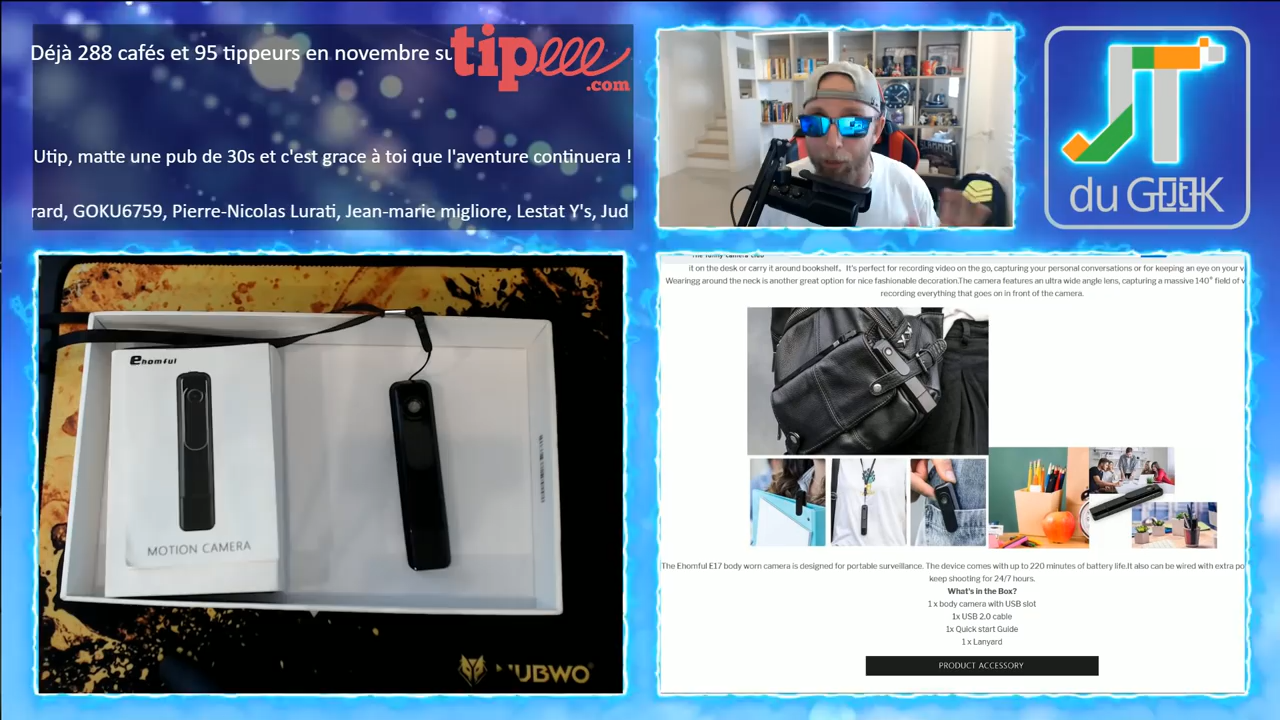 Déjà 288 cafés et 95 tippeurs en novembre su
tipeee
.com
Utip, matte une pub de 30s et c'est grace à toi que l'aventure continuera !
rard, GOKU6759, Pierre-Nicolas Lurati, Jean-marie migliore, Lestat Y's, Jud
JT
du GEEK
Ehomful
MOTION CAMERA
NUBWO
The funny camera club
it on the desk or carry it around bookshelf。It's perfect for recording video on the go, capturing your personal conversations or for keeping an eye on your v
Wearingg around the neck is another great option for nice fashionable decoration.The camera features an ultra wide angle lens, capturing a massive 140° field of v
recording everything that goes on in front of the camera.
The Ehomful E17 body worn camera is designed for portable surveillance. The device comes with up to 220 minutes of battery life.It also can be wired with extra po
keep shooting for 24/7 hours.
What's in the Box?
1 x body camera with USB slot
1x USB 2.0 cable
1x Quick start Guide
1 x Lanyard
PRODUCT ACCESSORY